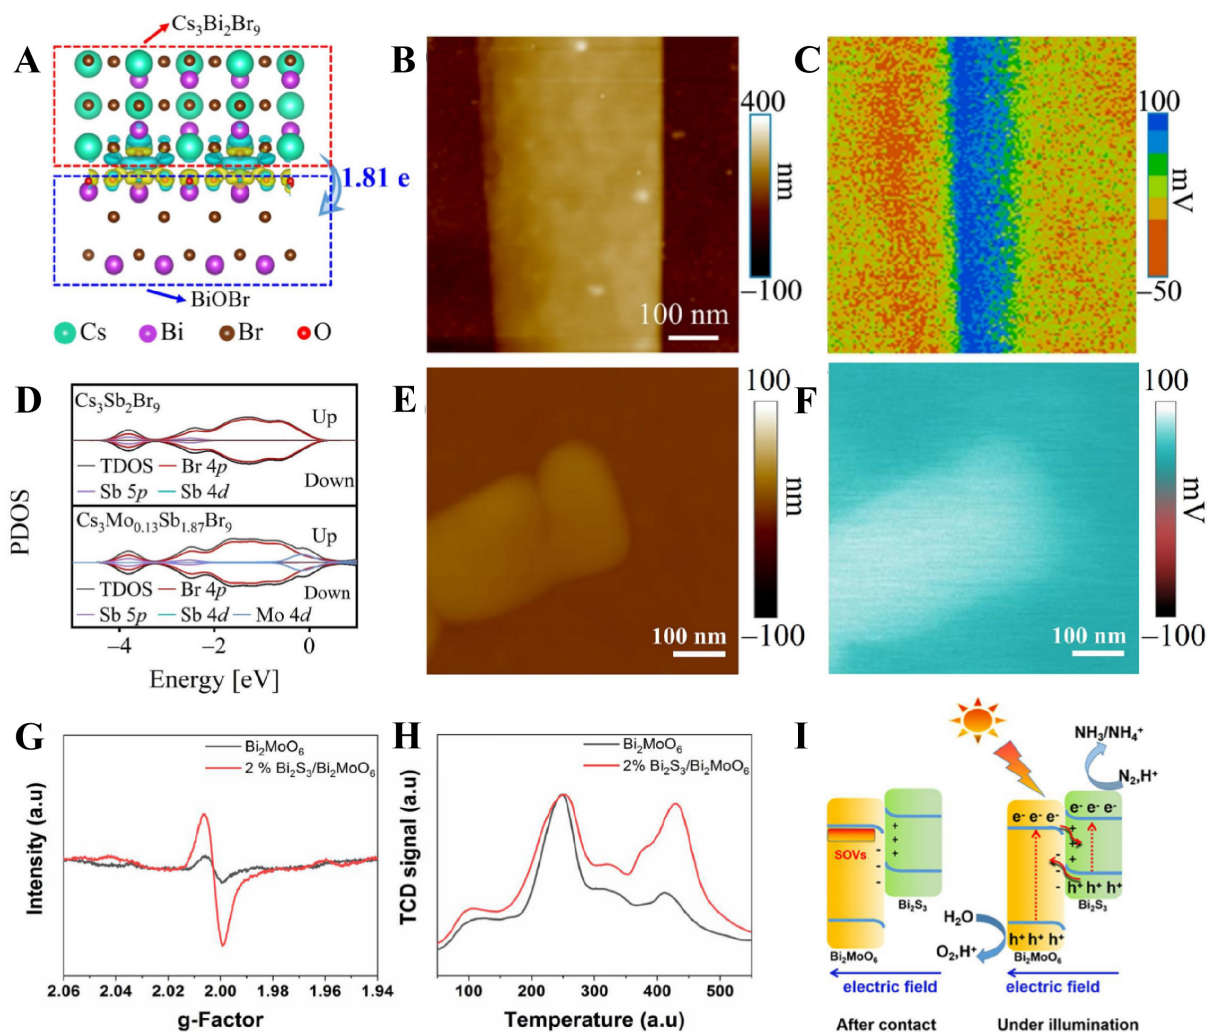 A
Cs₃Bi₂Br₉
1.81 e
BiOBr
Cs Bi Br O
B
400
nm
−100
100 nm
C
100
mV
−50
D
PDOS
Cs₃Sb₂Br₉
Up
TDOS Br 4p
Down
Sb 5p Sb 4d
Cs₃Mo₀.₁₃Sb₁.₈₇Br₉
Up
TDOS Br 4p
Down
Sb 5p Sb 4d Mo 4d
−4 −2 0
Energy [eV]
E
100
nm
−100
100 nm
F
100
mV
−100
100 nm
G
Intensity (a.u)
Bi₂MoO₆
2 % Bi₂S₃/Bi₂MoO₆
2.06 2.04 2.02 2.00 1.98 1.96 1.94
g-Factor
H
TCD signal (a.u)
Bi₂MoO₆
2% Bi₂S₃/Bi₂MoO₆
100 200 300 400 500
Temperature (a.u)
I
NH₃/NH₄⁺
N₂,H⁺
SOVs
+
+
+
-
-
-
Bi₂S₃
Bi₂MoO₆
electric field
After contact
e⁻ e⁻ e⁻
e⁻ e⁻ e⁻
+
+
+
-
-
-
h⁺ h⁺ h⁺
Bi₂S₃
H₂O
O₂,H⁺
h⁺ h⁺ h⁺
Bi₂MoO₆
electric field
Under illumination